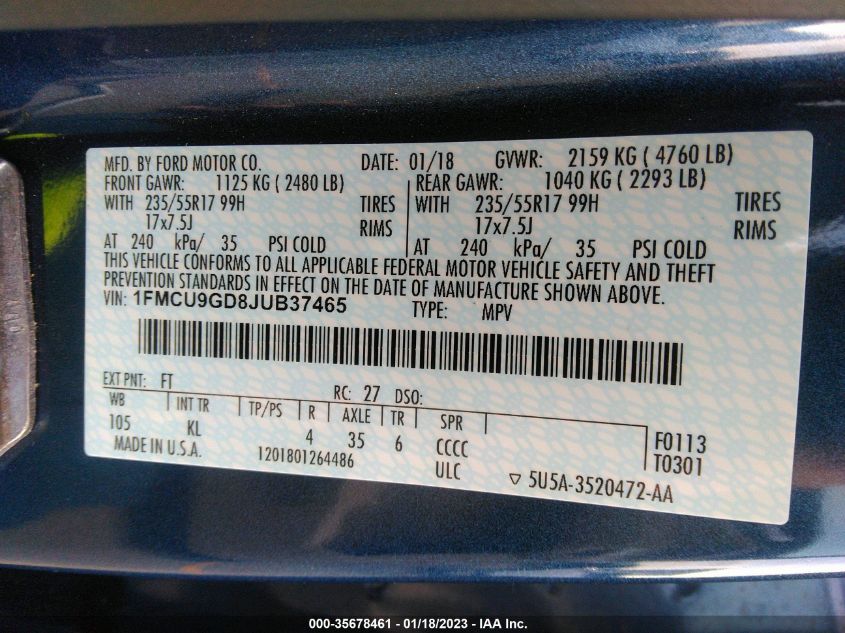 MFD. BY FORD MOTOR CO. DATE: 01/18 GVWR: 2159 KG ( 4760 LB)
FRONT GAWR: 1125 KG ( 2480 LB) REAR GAWR: 1040 KG ( 2293 LB)
WITH 235/55R17 99H TIRES WITH 235/55R17 99H TIRES
17x7.5J RIMS 17x7.5J RIMS
AT 240 kPa/ 35 PSI COLD AT 240 kPa/ 35 PSI COLD
THIS VEHICLE CONFORMS TO ALL APPLICABLE FEDERAL MOTOR VEHICLE SAFETY AND THEFT
PREVENTION STANDARDS IN EFFECT ON THE DATE OF MANUFACTURE SHOWN ABOVE.
VIN: 1FMCU9GD8JUB37465 TYPE: MPV
EXT PNT: FT RC: 27 DSO:
WB INT TR TP/PS R AXLE TR SPR
105 KL 4 35 6 CCCC F0113
MADE IN U.S.A. 1201801264486 ULC T0301
5U5A-3520472-AA
000-35678461 - 01/18/2023 - IAA Inc.